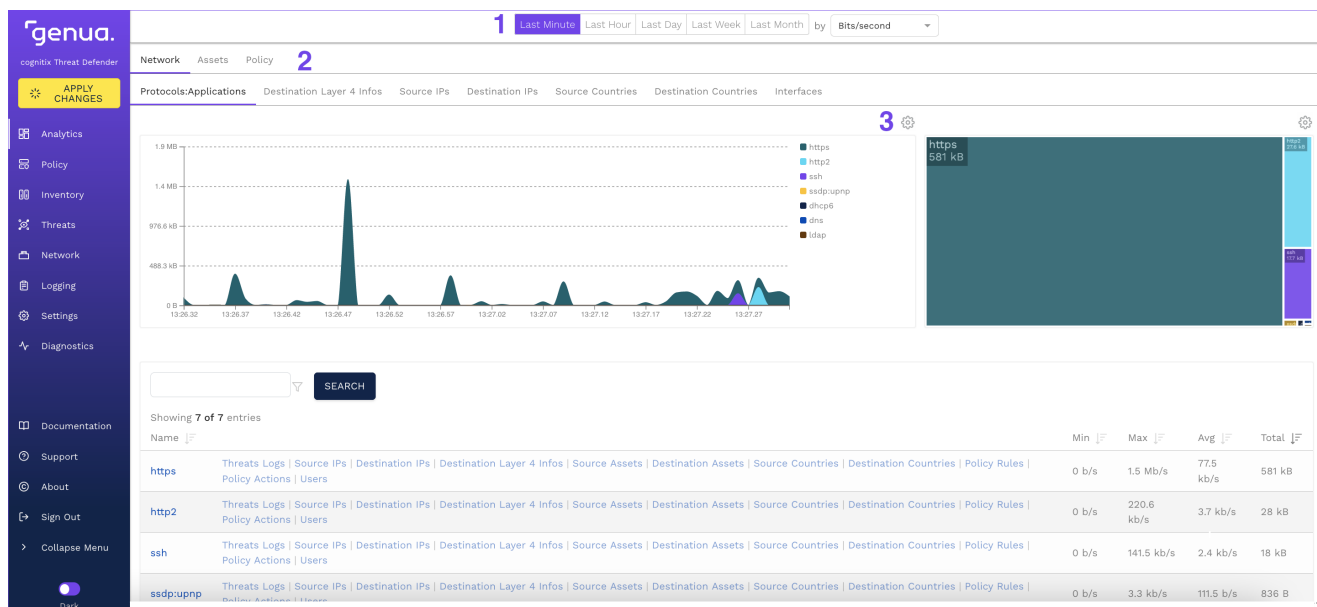 genua.
cognitix Threat Defender
APPLY
CHANGES
Analytics
Policy
Inventory
Threats
Network
Logging
Settings
Diagnostics
Documentation
Support
About
Sign Out
Collapse Menu
Dark
1 Last Minute Last Hour Last Day Last Week Last Month by Bits/second
Network Assets Policy 2
Protocols:Applications Destination Layer 4 Infos Source IPs Destination IPs Source Countries Destination Countries Interfaces
3
1.9 MB
1.4 MB
976.6 kB
488.3 kB
0 B
13:26.32 13:26.37 13:26.42 13:26.47 13:26.52 13:26.57 13:27.02 13:27.07 13:27.12 13:27.17 13:27.22 13:27.27
https
http2
ssh
ssdp:upnp
dhcp6
dns
ldap
https
581 kB
http2
27.8 kB
ssh
17.7 kB
SEARCH
Showing 7 of 7 entries
Name Min Max Avg Total
https Threats Logs | Source IPs | Destination IPs | Destination Layer 4 Infos | Source Assets | Destination Assets | Source Countries | Destination Countries | Policy Rules | 0 b/s 1.5 Mb/s 77.5 581 kB
Policy Actions | Users kb/s
http2 Threats Logs | Source IPs | Destination IPs | Destination Layer 4 Infos | Source Assets | Destination Assets | Source Countries | Destination Countries | Policy Rules | 0 b/s 220.6 3.7 kb/s 28 kB
Policy Actions | Users kb/s
ssh Threats Logs | Source IPs | Destination IPs | Destination Layer 4 Infos | Source Assets | Destination Assets | Source Countries | Destination Countries | Policy Rules | 0 b/s 141.5 kb/s 2.4 kb/s 18 kB
Policy Actions | Users
ssdp:upnp Threats Logs | Source IPs | Destination IPs | Destination Layer 4 Infos | Source Assets | Destination Assets | Source Countries | Destination Countries | Policy Rules | 0 b/s 3.3 kb/s 111.5 b/s 836 B
Policy Actions | Users